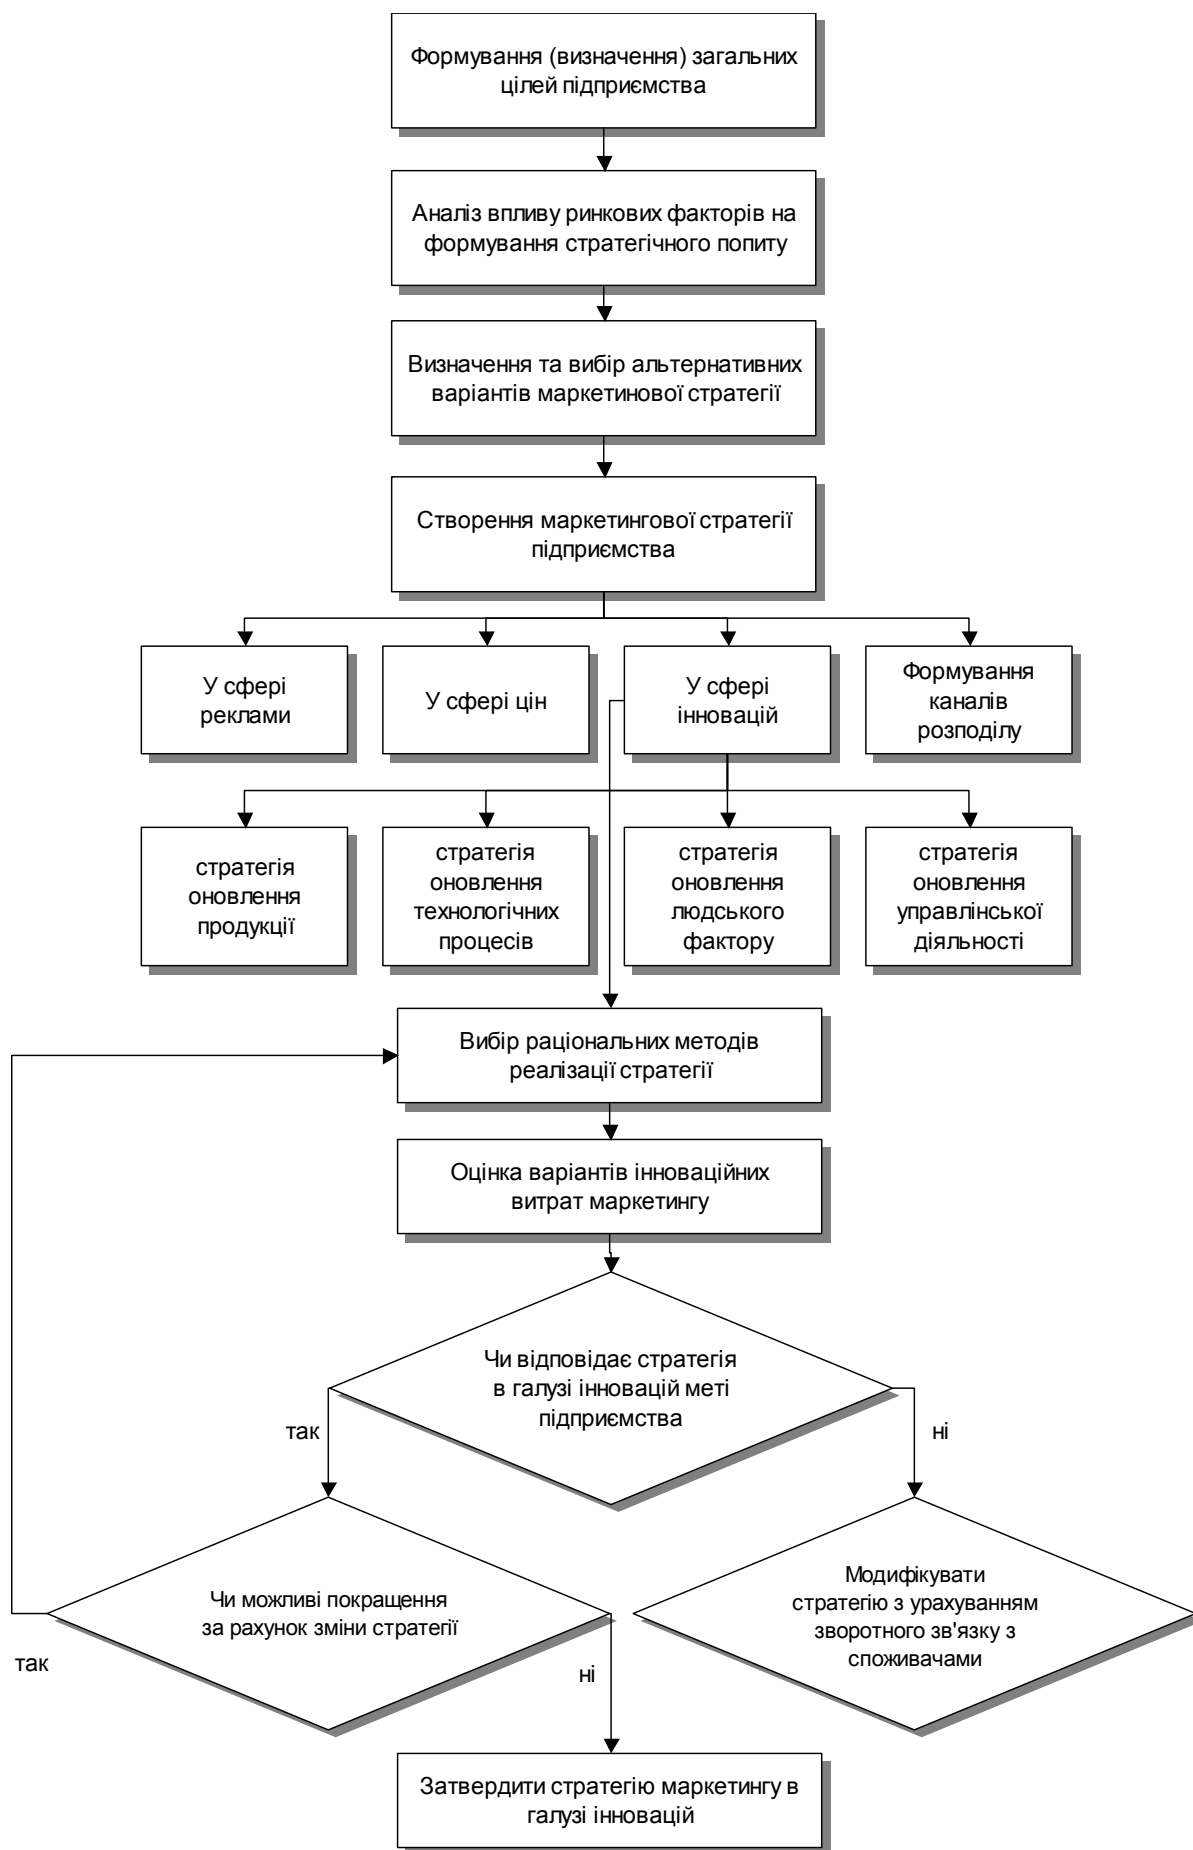 Формування (визначення) загальних
цілей підприємства
Аналіз впливу ринкових факторів на
формування стратегічного попиту
Визначення та вибір альтернативних
варіантів маркетинової стратегії
Створення маркетингової стратегії
підприємства
У сфері
реклами
У сфері цін
У сфері
інновацій
Формування
каналів
розподілу
стратегія
оновлення
продукції
стратегія
оновлення
технологічних
процесів
стратегія
оновлення
людського
фактору
стратегія
оновлення
управлінської
діяльності
Вибір раціональних методів
реалізації стратегії
Оцінка варіантів інноваційних
витрат маркетингу
Чи відповідає стратегія
в галузі інновацій меті
підприємства
так
ні
Чи можливі покращення
за рахунок зміни стратегії
Модифікувати
стратегію з урахуванням
зворотного зв'язку з
споживачами
так
ні
Затвердити стратегію маркетингу в
галузі інновацій